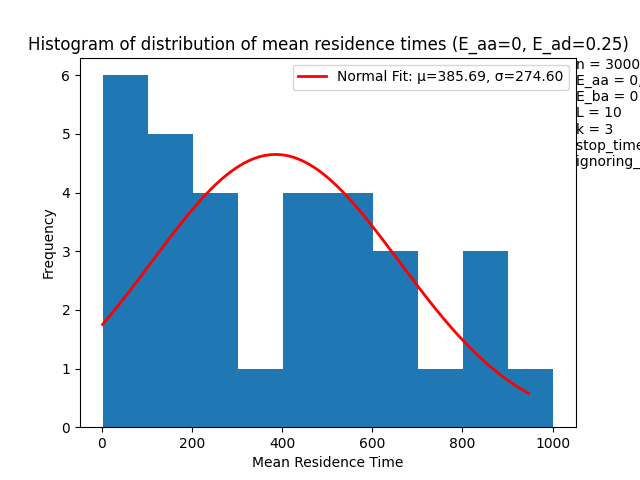 Histogram of distribution of mean residence times (E_aa=0, E_ad=0.25)
Normal Fit: μ=385.69, σ=274.60
n = 3000
E_aa = 0,
E_ba = 0
L = 10
k = 3
stop_time
ignoring_
6
5
4
3
2
1
0
Frequency
0 200 400 600 800 1000
Mean Residence Time